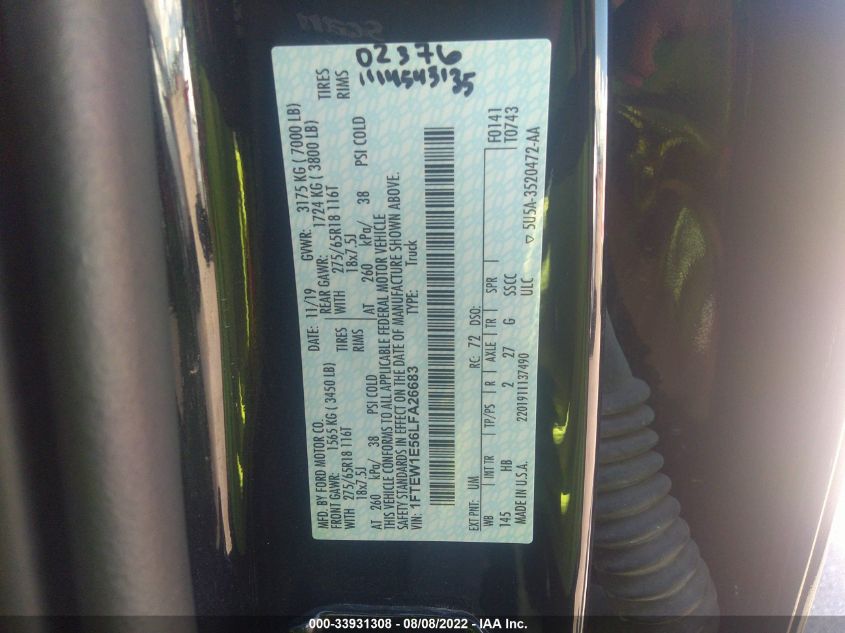 MFD. BY FORD MOTOR CO.
DATE: 11/19 GVWR: 3175 KG ( 7000 LB)
FRONT GAWR: 1565 KG ( 3450 LB) REAR GAWR: 1724 KG ( 3800 LB)
WITH 275/65R18 116T TIRES WITH 275/65R18 116T TIRES
18x7.5J RIMS 18x7.5J RIMS
AT 260 kPa/ 38 PSI COLD AT 260 kPa/ 38 PSI COLD
THIS VEHICLE CONFORMS TO ALL APPLICABLE FEDERAL MOTOR VEHICLE
SAFETY STANDARDS IN EFFECT ON THE DATE OF MANUFACTURE SHOWN ABOVE.
VIN: 1FTEW1E56LFA26683 TYPE: Truck
02376
1114543135
EXT PNT: UM RC: 72 DSO: F0141
T0743
WB INT TR TP/PS R AXLE TR SPR
145 HB 2 27 G SSCC
ULC
MADE IN U.S.A. 220191137490 5U5A-3520472-AA
000-33931308 - 08/08/2022 - IAA Inc.